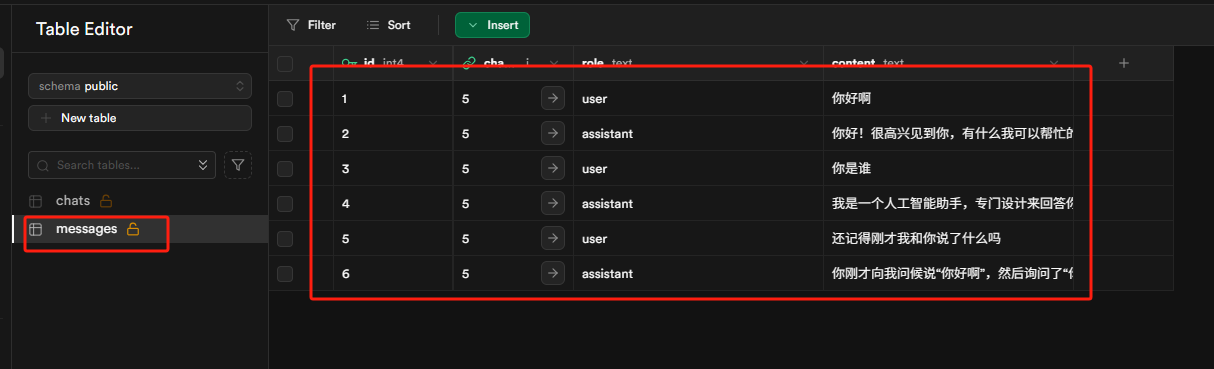 Table Editor
Filter Sort Insert
schema public
New table
Search tables...
chats
messages
id int4 cha i role text content text
1 5 user 你好啊
2 5 assistant 你好！很高兴见到你，有什么我可以帮忙的
3 5 user 你是谁
4 5 assistant 我是一个人工智能助手，专门设计来回答你
5 5 user 还记得刚才我和你说了什么吗
6 5 assistant 你刚才向我问候说“你好啊”，然后询问了“你